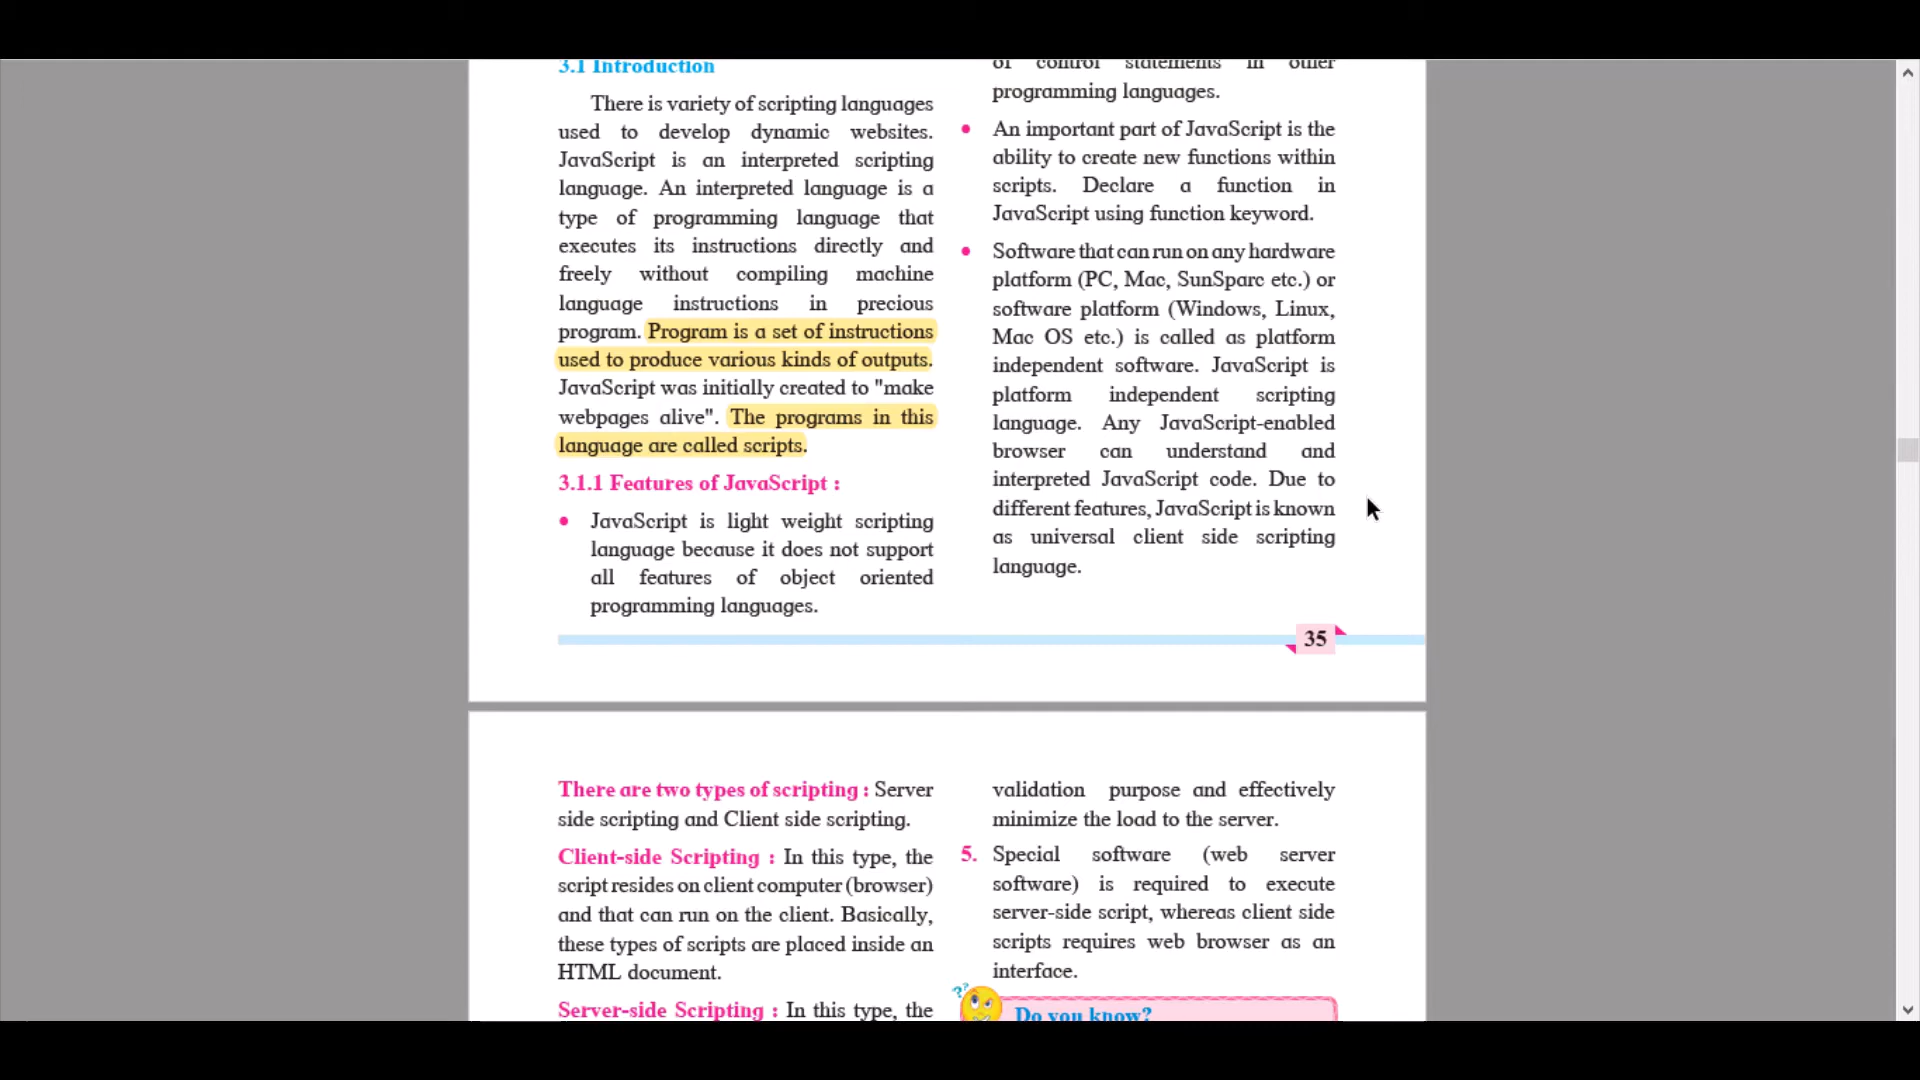 3.1 Introduction
There is variety of scripting languages
used to develop dynamic websites.
JavaScript is an interpreted scripting
language. An interpreted language is a
type of programming language that
executes its instructions directly and
freely without compiling machine
language instructions in precious
program. Program is a set of instructions
used to produce various kinds of outputs.
JavaScript was initially created to "make
webpages alive". The programs in this
language are called scripts.
3.1.1 Features of JavaScript :
• JavaScript is light weight scripting
language because it does not support
all features of object oriented
programming languages.
of control statements in other
programming languages.
• An important part of JavaScript is the
ability to create new functions within
scripts. Declare a function in
JavaScript using function keyword.
• Software that can run on any hardware
platform (PC, Mac, SunSparc etc.) or
software platform (Windows, Linux,
Mac OS etc.) is called as platform
independent software. JavaScript is
platform independent scripting
language. Any JavaScript-enabled
browser can understand and
interpreted JavaScript code. Due to
different features, JavaScript is known
as universal client side scripting
language.
35
There are two types of scripting : Server
side scripting and Client side scripting.
Client-side Scripting : In this type, the
script resides on client computer (browser)
and that can run on the client. Basically,
these types of scripts are placed inside an
HTML document.
Server-side Scripting : In this type, the
validation purpose and effectively
minimize the load to the server.
5. Special software (web server
software) is required to execute
server-side script, whereas client side
scripts requires web browser as an
interface.
??
Do you know?